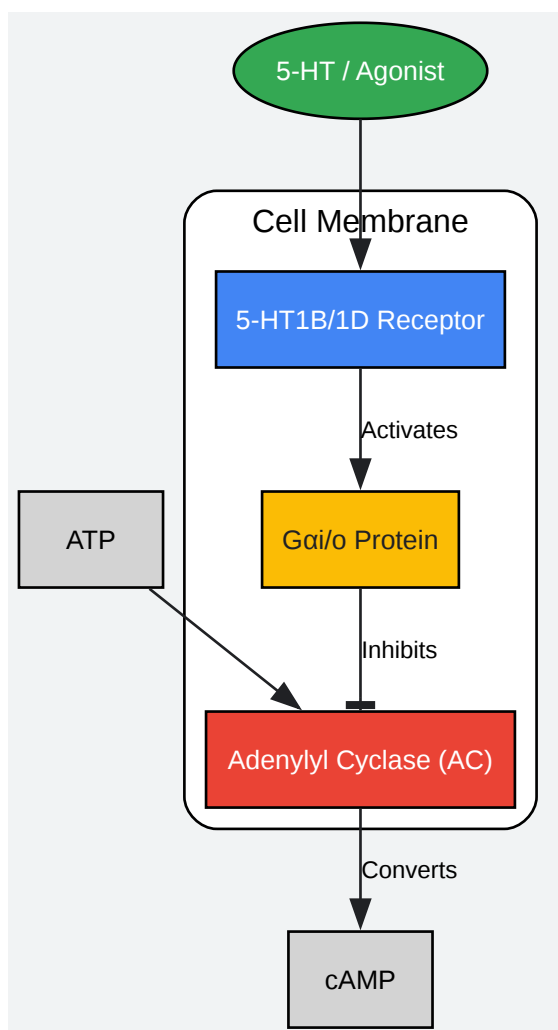 5-HT / Agonist
Cell Membrane
5-HT1B/1D Receptor
Activates
ATP
Gαi/o Protein
Inhibits
Adenylyl Cyclase (AC)
Converts
cAMP